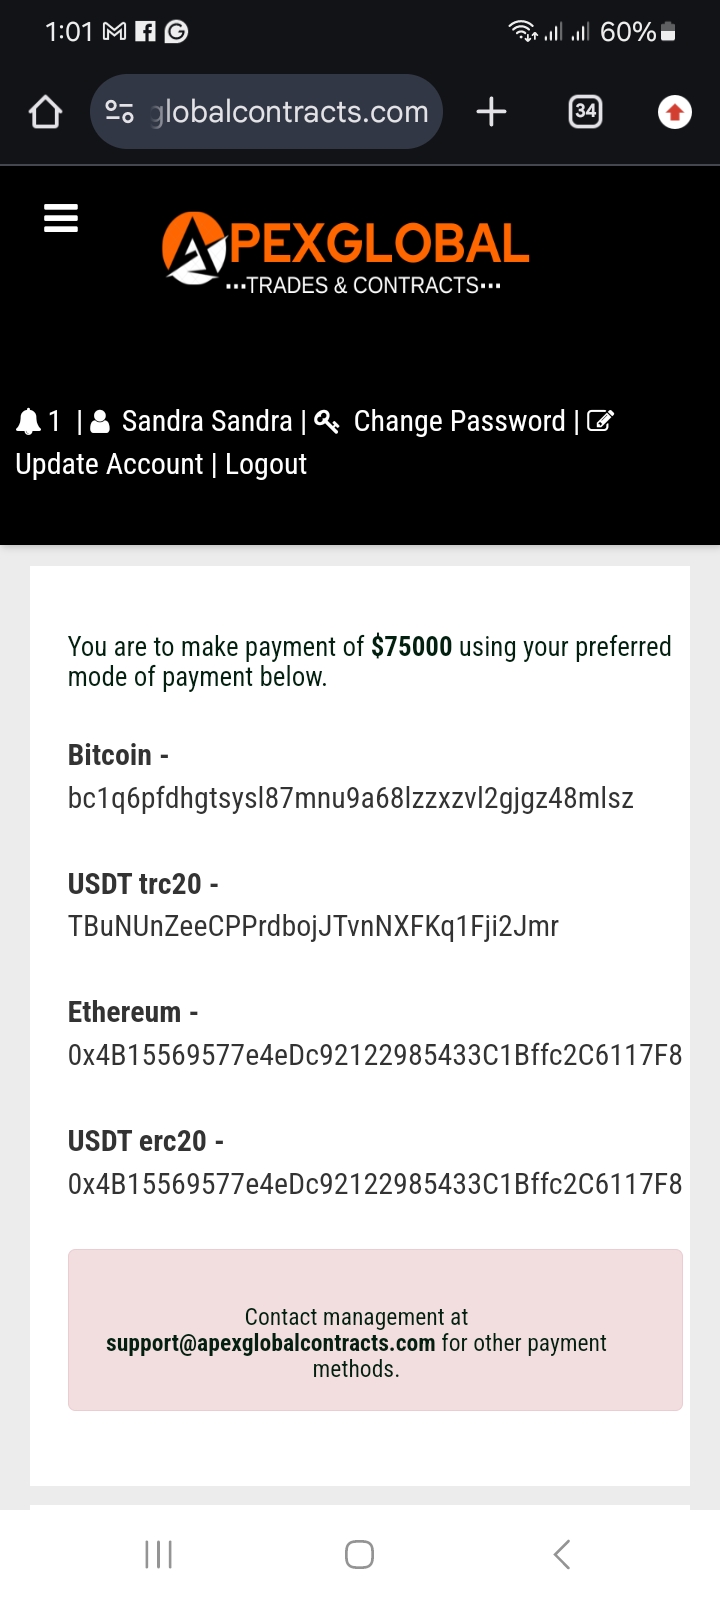 1:01
60%
globalcontracts.com
34
APEXGLOBAL
TRADES & CONTRACTS
1 | Sandra Sandra | Change Password |
Update Account | Logout
You are to make payment of $75000 using your preferred
mode of payment below.
Bitcoin -
bc1q6pfdhgtsysl87mnu9a68lzzxzvl2gjgz48mlsz
USDT trc20 -
TBuNUnZeeCPPrdbojJTvnNXFKq1Fji2Jmr
Ethereum -
0x4B15569577e4eDc92122985433C1Bffc2C6117F8
USDT erc20 -
0x4B15569577e4eDc92122985433C1Bffc2C6117F8
Contact management at
support@apexglobalcontracts.com for other payment
methods.